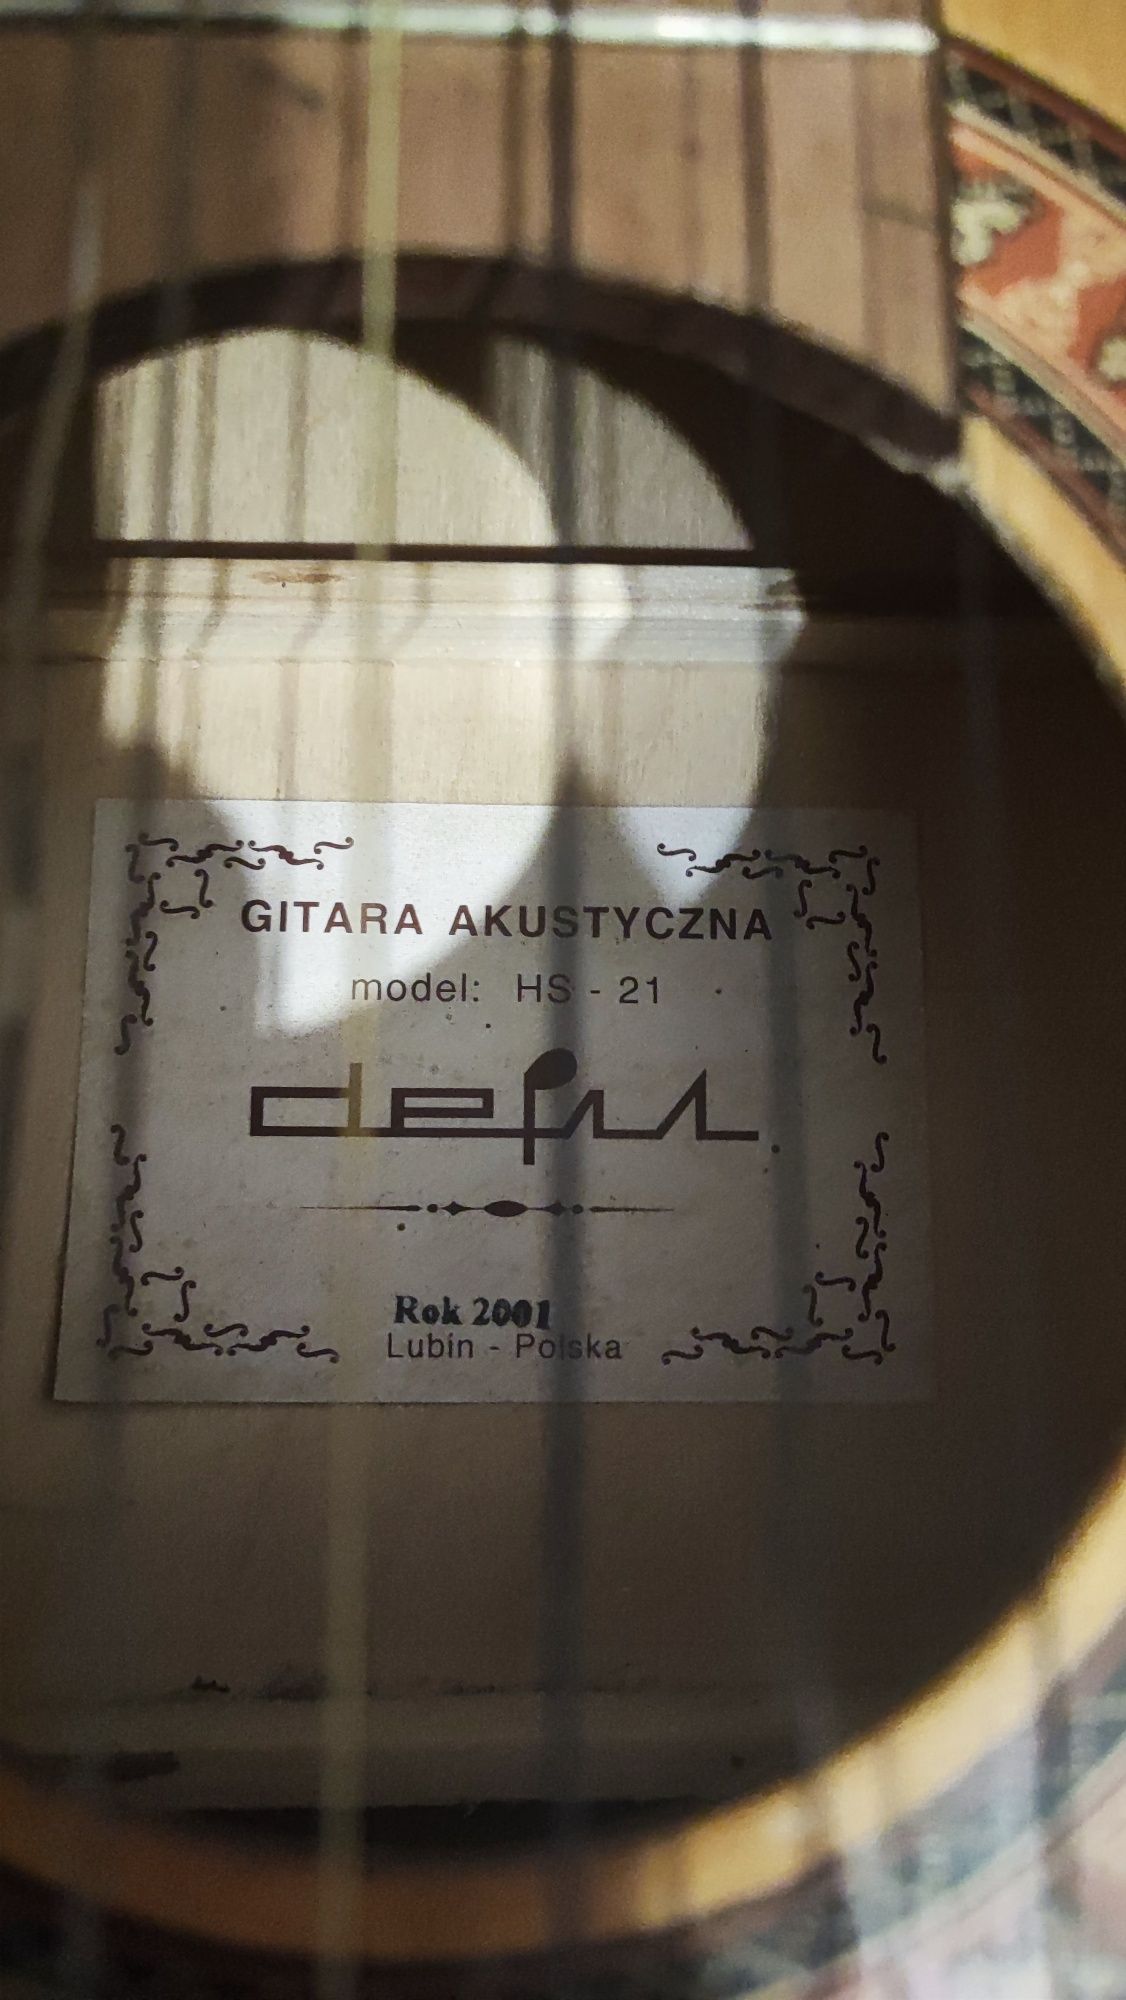 GITARA AKUSTYCZNA
model: HS - 21
defil
Rok 2001
Lubin - Polska